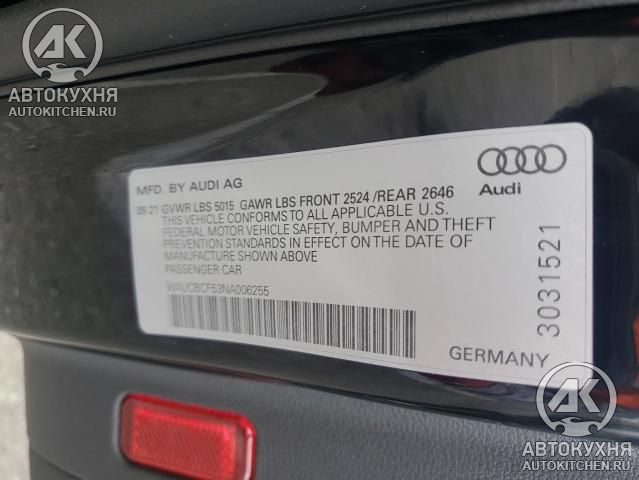 AK
АВТОКУХНЯ
AUTOKITCHEN.RU
MFD. BY AUDI AG
09 21 GVWR LBS 5015 GAWR LBS FRONT 2524 /REAR 2646
THIS VEHICLE CONFORMS TO ALL APPLICABLE U.S.
FEDERAL MOTOR VEHICLE SAFETY, BUMPER AND THEFT
PREVENTION STANDARDS IN EFFECT ON THE DATE OF
MANUFACTURE SHOWN ABOVE
PASSENGER CAR
WAUCBCF53NA006255
Audi
3031521
GERMANY
AK
АВТОКУХНЯ
AUTOKITCHEN.RU